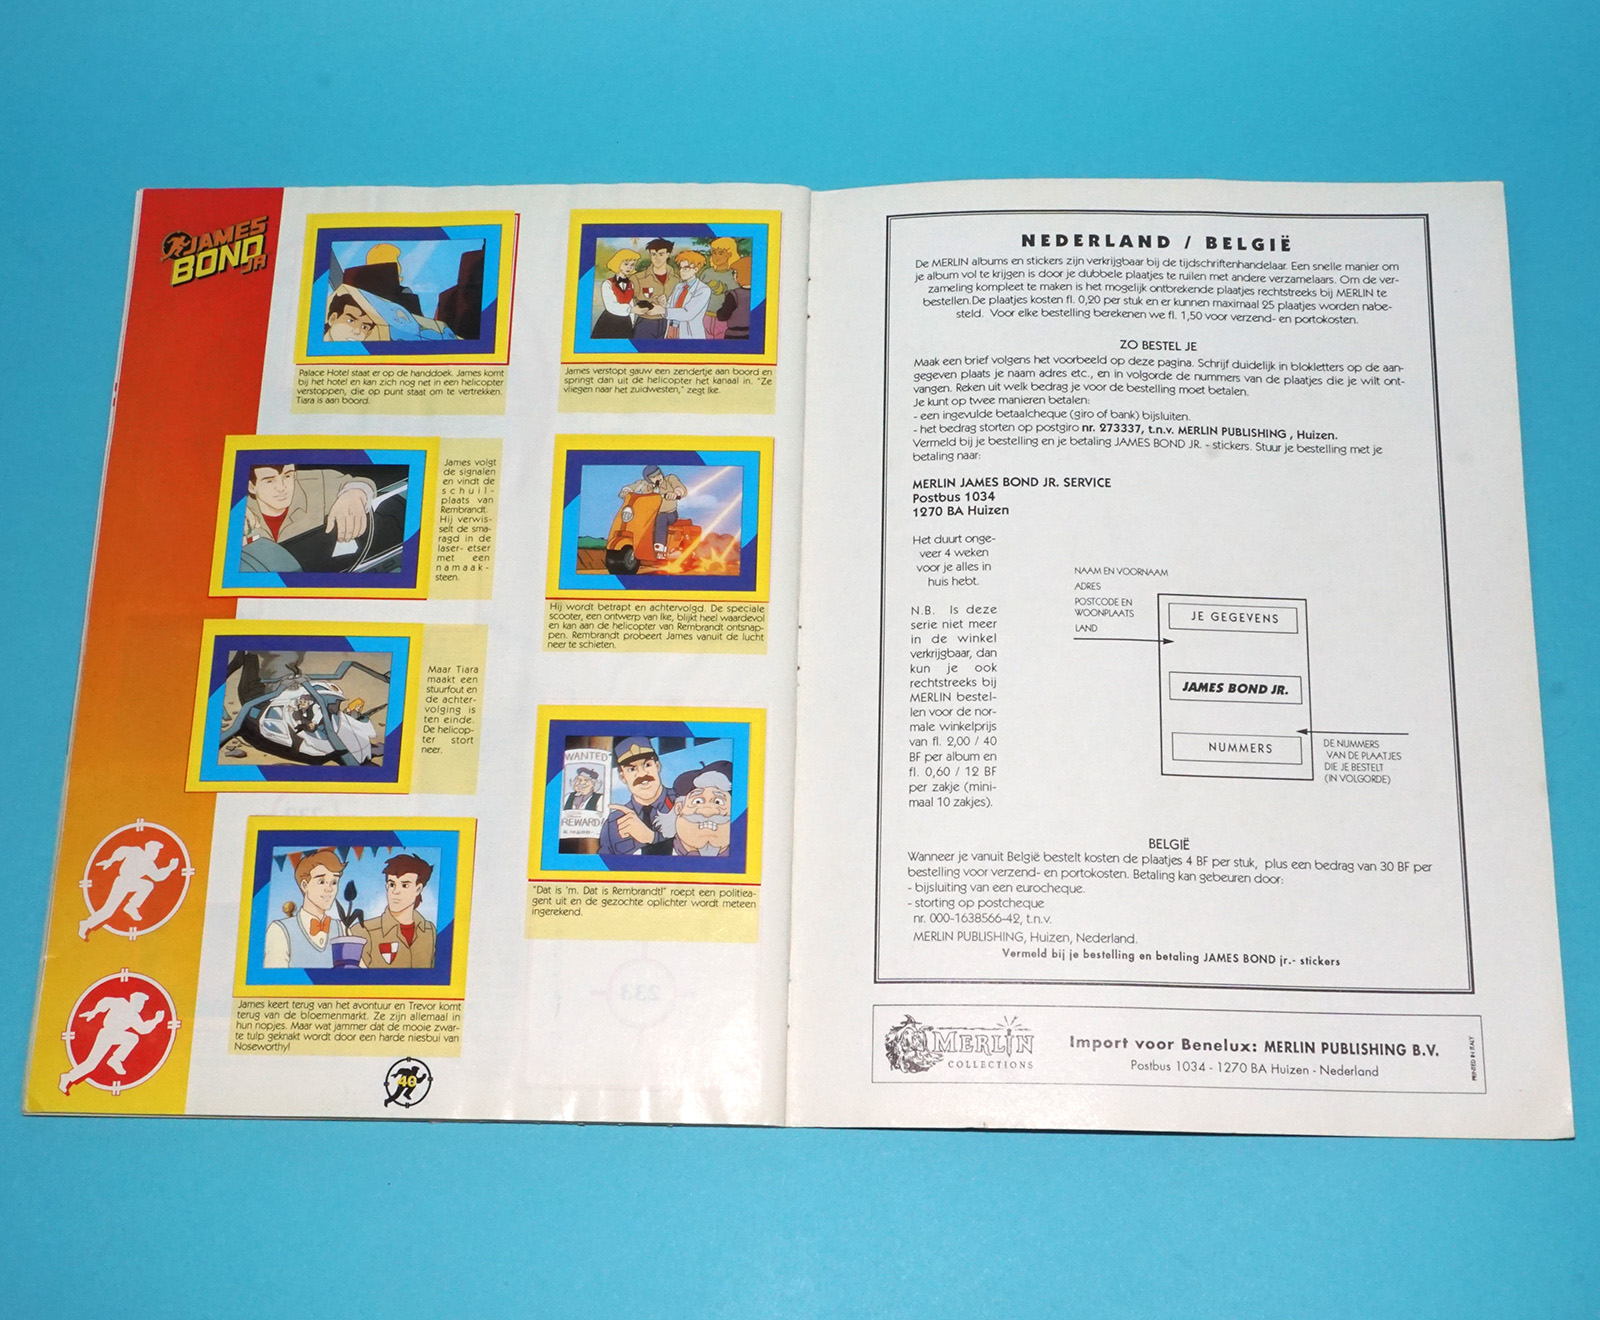 JAMES
BOND
JR
Palace Hotel staat er op de handdoek. James komt
bij het hotel en kan zich nog net in een helicopter
verstoppen, die op punt staat om te vertrekken.
Tiara is aan boord.
James verstopt gauw een zendertje aan boord en
springt dan uit de helicopter het kanaal in. "Ze
vliegen naar het zuidwesten," zegt Ike.
James volgt
de signalen
en vindt de
schuil-
plaats van
Rembrandt.
Hij verwis-
selt de sma-
ragd in de
laser- etser
met een
namaak-
steen.
Hij wordt betrapt en achtervolgd. De speciale
scooter, een ontwerp van Ike, blijkt heel waardevol
en kan aan de helicopter van Rembrandt ontsnap-
pen. Rembrandt probeert James vanuit de lucht
neer te schieten.
Maar Tiara
maakt een
stuurfout en
de achter-
volging is
ten einde.
De helicop-
ter stort
neer.
WANTED
REWARD
"Dat is 'm. Dat is Rembrandt!" roept een politiea-
gent uit en de gezochte oplichter wordt meteen
ingerekend.
James keert terug van het avontuur en Trevor komt
terug van de bloemenmarkt. Ze zijn allemaal in
hun nopjes. Maar wat jammer dat de mooie zwar-
te tulp geknakt wordt door een harde niesbui van
Noseworthy!
40
233
NEDERLAND / BELGIË
De MERLIN albums en stickers zijn verkrijgbaar bij de tijdschriftenhandelaar. Een snelle manier om
je album vol te krijgen is door je dubbele plaatjes te ruilen met andere verzamelaars. Om de ver-
zameling kompleet te maken is het mogelijk ontbrekende plaatjes rechtstreeks bij MERLIN te
bestellen.De plaatjes kosten fl. 0,20 per stuk en er kunnen maximaal 25 plaatjes worden nabe-
steld. Voor elke bestelling berekenen we fl. 1,50 voor verzend- en portokosten.
ZO BESTEL JE
Maak een brief volgens het voorbeeld op deze pagina. Schrijf duidelijk in blokletters op de aan-
gegeven plaats je naam adres etc., en in volgorde de nummers van de plaatjes die je wilt ont-
vangen. Reken uit welk bedrag je voor de bestelling moet betalen.
Je kunt op twee manieren betalen:
- een ingevulde betaalcheque (giro of bank) bijsluiten.
- het bedrag storten op postgiro nr. 273337, t.n.v. MERLIN PUBLISHING , Huizen.
Vermeld bij je bestelling en je betaling JAMES BOND JR. - stickers. Stuur je bestelling met je
betaling naar:
MERLIN JAMES BOND JR. SERVICE
Postbus 1034
1270 BA Huizen
Het duurt onge-
veer 4 weken
voor je alles in
huis hebt.
N.B. Is deze
serie niet meer
in de winkel
verkrijgbaar, dan
kun je ook
rechtstreeks bij
MERLIN bestel-
len voor de nor-
male winkelprijs
van fl. 2,00 / 40
BF per album en
fl. 0,60 / 12 BF
per zakje (mini-
maal 10 zakjes).
NAAM EN VOORNAAM
ADRES
POSTCODE EN
WOONPLAATS
LAND
JE GEGEVENS
JAMES BOND JR.
NUMMERS
DE NUMMERS
VAN DE PLAATJES
DIE JE BESTELT
(IN VOLGORDE)
BELGIË
Wanneer je vanuit België bestelt kosten de plaatjes 4 BF per stuk, plus een bedrag van 30 BF per
bestelling voor verzend- en portokosten. Betaling kan gebeuren door:
- bijsluiting van een eurocheque.
- storting op postcheque
nr. 000-1638566-42, t.n.v.
MERLIN PUBLISHING, Huizen, Nederland.
Vermeld bij je bestelling en betaling JAMES BOND jr.- stickers
MERLIN
COLLECTIONS
Import voor Benelux: MERLIN PUBLISHING B.V.
Postbus 1034 - 1270 BA Huizen - Nederland
PRINTED IN ITALY